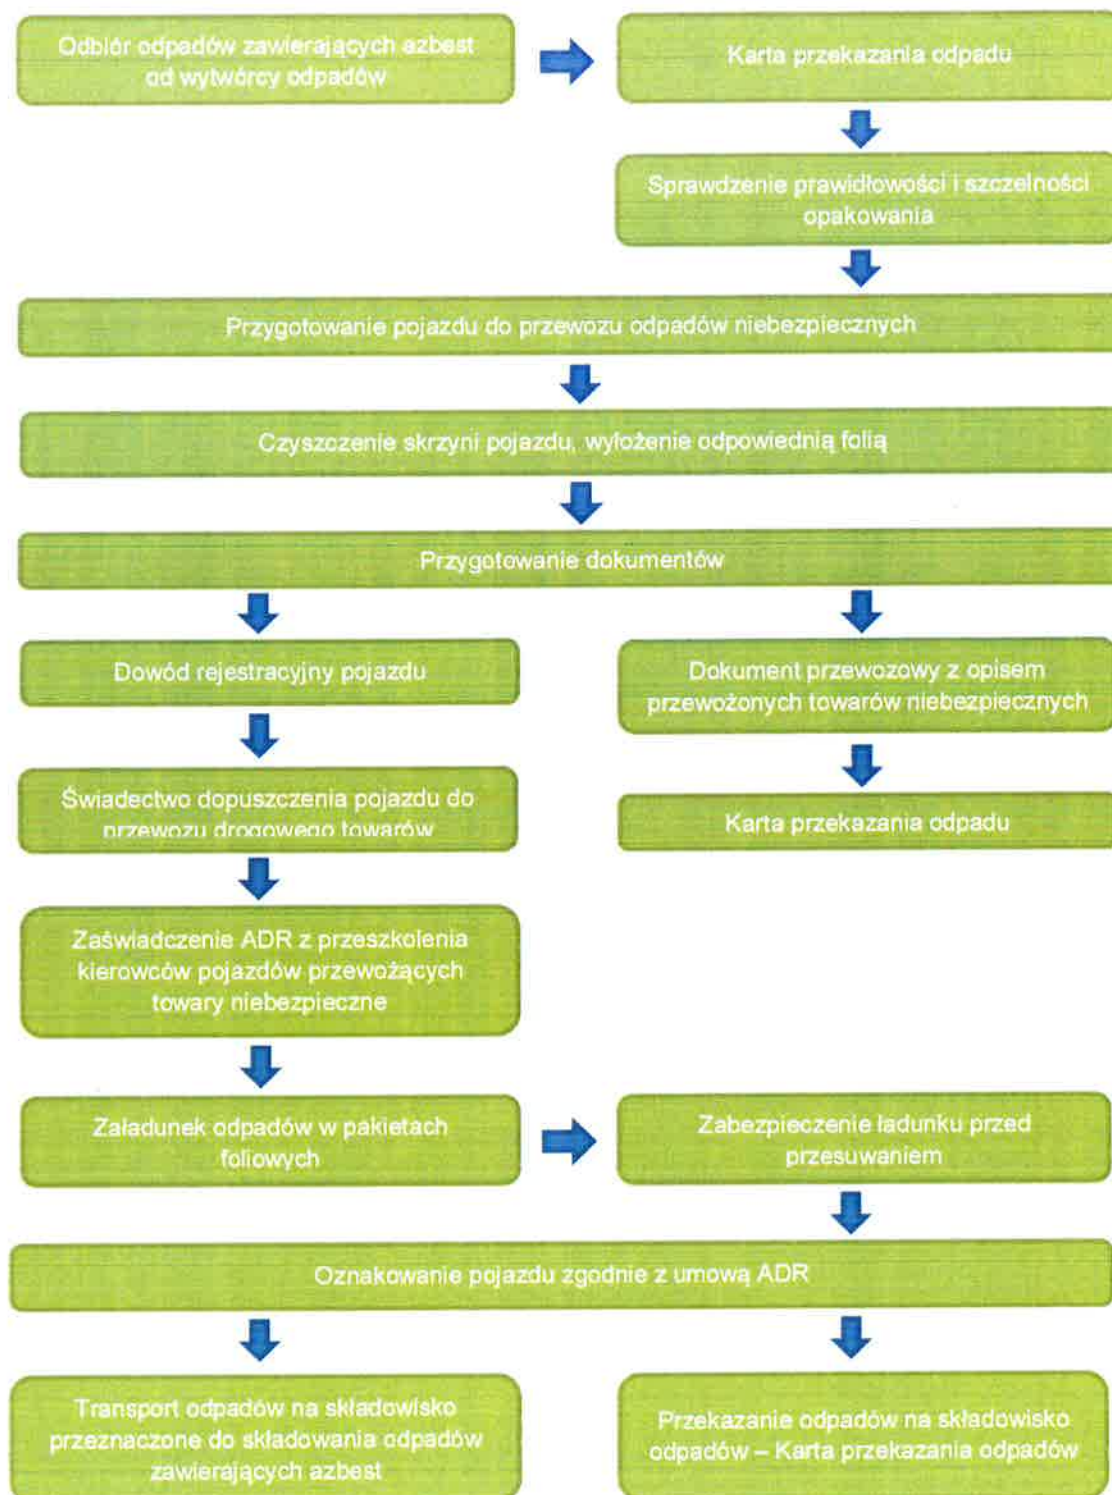 Odbiór odpadów zawierających azbest
od wytwórcy odpadów
Karta przekazania odpadu
Sprawdzenie prawidłowości i szczelności
opakowania
Przygotowanie pojazdu do przewozu odpadów niebezpiecznych
Czyszczenie skrzyni pojazdu, wyłożenie odpowiednią folią
Przygotowanie dokumentów
Dowód rejestracyjny pojazdu
Dokument przewozowy z opisem
przewożonych towarów niebezpiecznych
Świadectwo dopuszczenia pojazdu do
przewozu drogowego towarów
Karta przekazania odpadu
Zaświadczenie ADR z przeszkolenia
kierowców pojazdów przewożących
towary niebezpieczne
Załadunek odpadów w pakietach
foliowych
Zabezpieczenie ładunku przed
przesuwaniem
Oznakowanie pojazdu zgodnie z umową ADR
Transport odpadów na składowisko
przeznaczone do składowania odpadów
zawierających azbest
Przekazanie odpadów na składowisko
odpadów – Karta przekazania odpadów